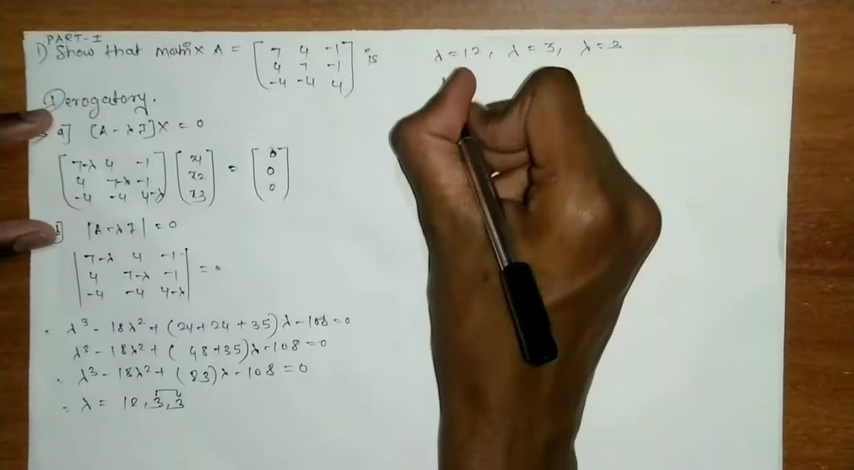 PART-I
1) Show that matrix A = [ 7 4 -1 ] is
[ 4 7 -1 ]
[ -4 -4 4 ]
Derogatory.
a] [A - λI]X = 0
[ 7-λ 4 -1 ] [ x1 ] = [ 0 ]
[ 4 7-λ -1 ] [ x2 ] [ 0 ]
[ -4 -4 4-λ ] [ x3 ] [ 0 ]
b] |A - λI| = 0
| 7-λ 4 -1 | = 0
| 4 7-λ -1 |
| -4 -4 4-λ |
λ³ - 18λ² + (24+24+35)λ - 108 = 0
λ³ - 18λ² + (48+35)λ - 108 = 0
λ³ - 18λ² + (83)λ - 108 = 0
= λ = 12, 3, 3
λ = 12, λ = 3, λ = 3